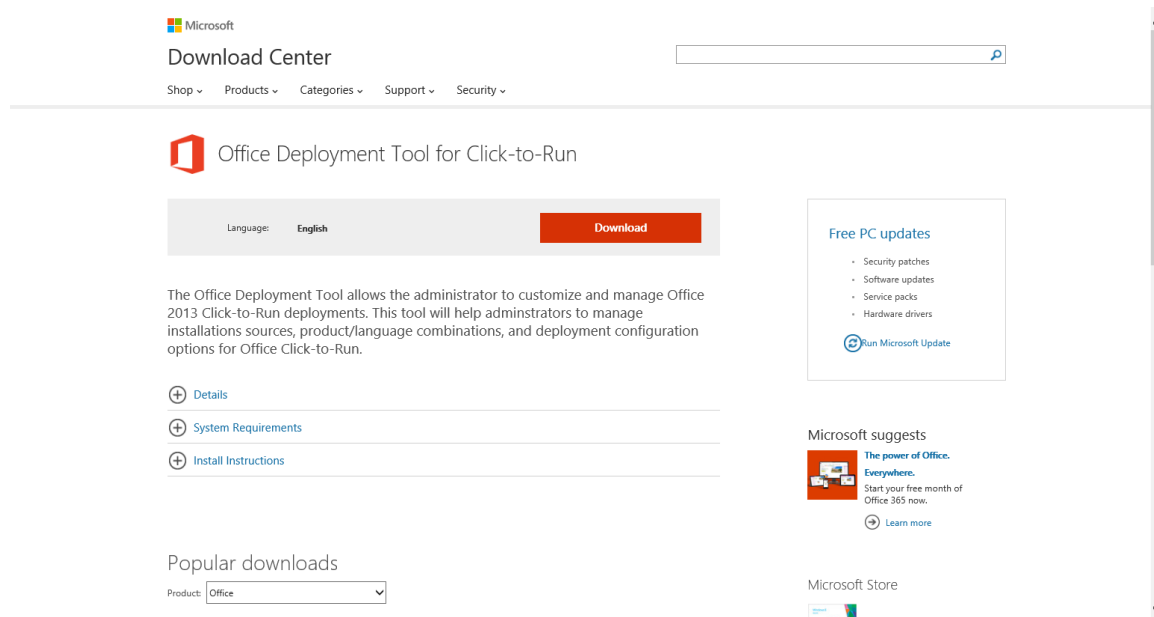 Microsoft
Download Center
Shop Products Categories Support Security
Office Deployment Tool for Click-to-Run
Language: English Download
The Office Deployment Tool allows the administrator to customize and manage Office
2013 Click-to-Run deployments. This tool will help adminstrators to manage
installations sources, product/language combinations, and deployment configuration
options for Office Click-to-Run.
Details
System Requirements
Install Instructions
Popular downloads
Product: Office
Free PC updates
Security patches
Software updates
Service packs
Hardware drivers
Run Microsoft Update
Microsoft suggests
The power of Office.
Everywhere.
Start your free month of
Office 365 now.
Learn more
Microsoft Store